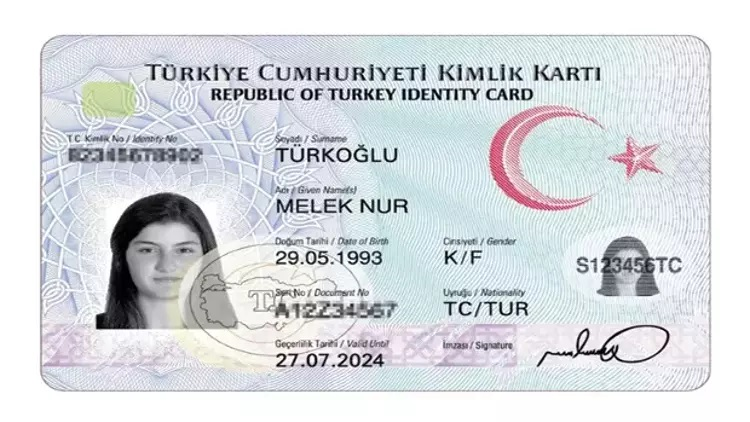 TÜRKİYE CUMHURİYETİ KİMLİK KARTI
REPUBLIC OF TURKEY IDENTITY CARD
T.C. Kimlik No / Identity No
Soyadı / Surname
TÜRKOĞLU
Adı / Given Name(s)
MELEK NUR
Doğum Tarihi / Date of Birth
29.05.1993
Cinsiyeti / Gender
K/F
S123456TC
Seri No / Document No
Uyruğu / Nationality
TC/TUR
Geçerlilik Tarihi / Valid Until
27.07.2024
İmzası / Signature